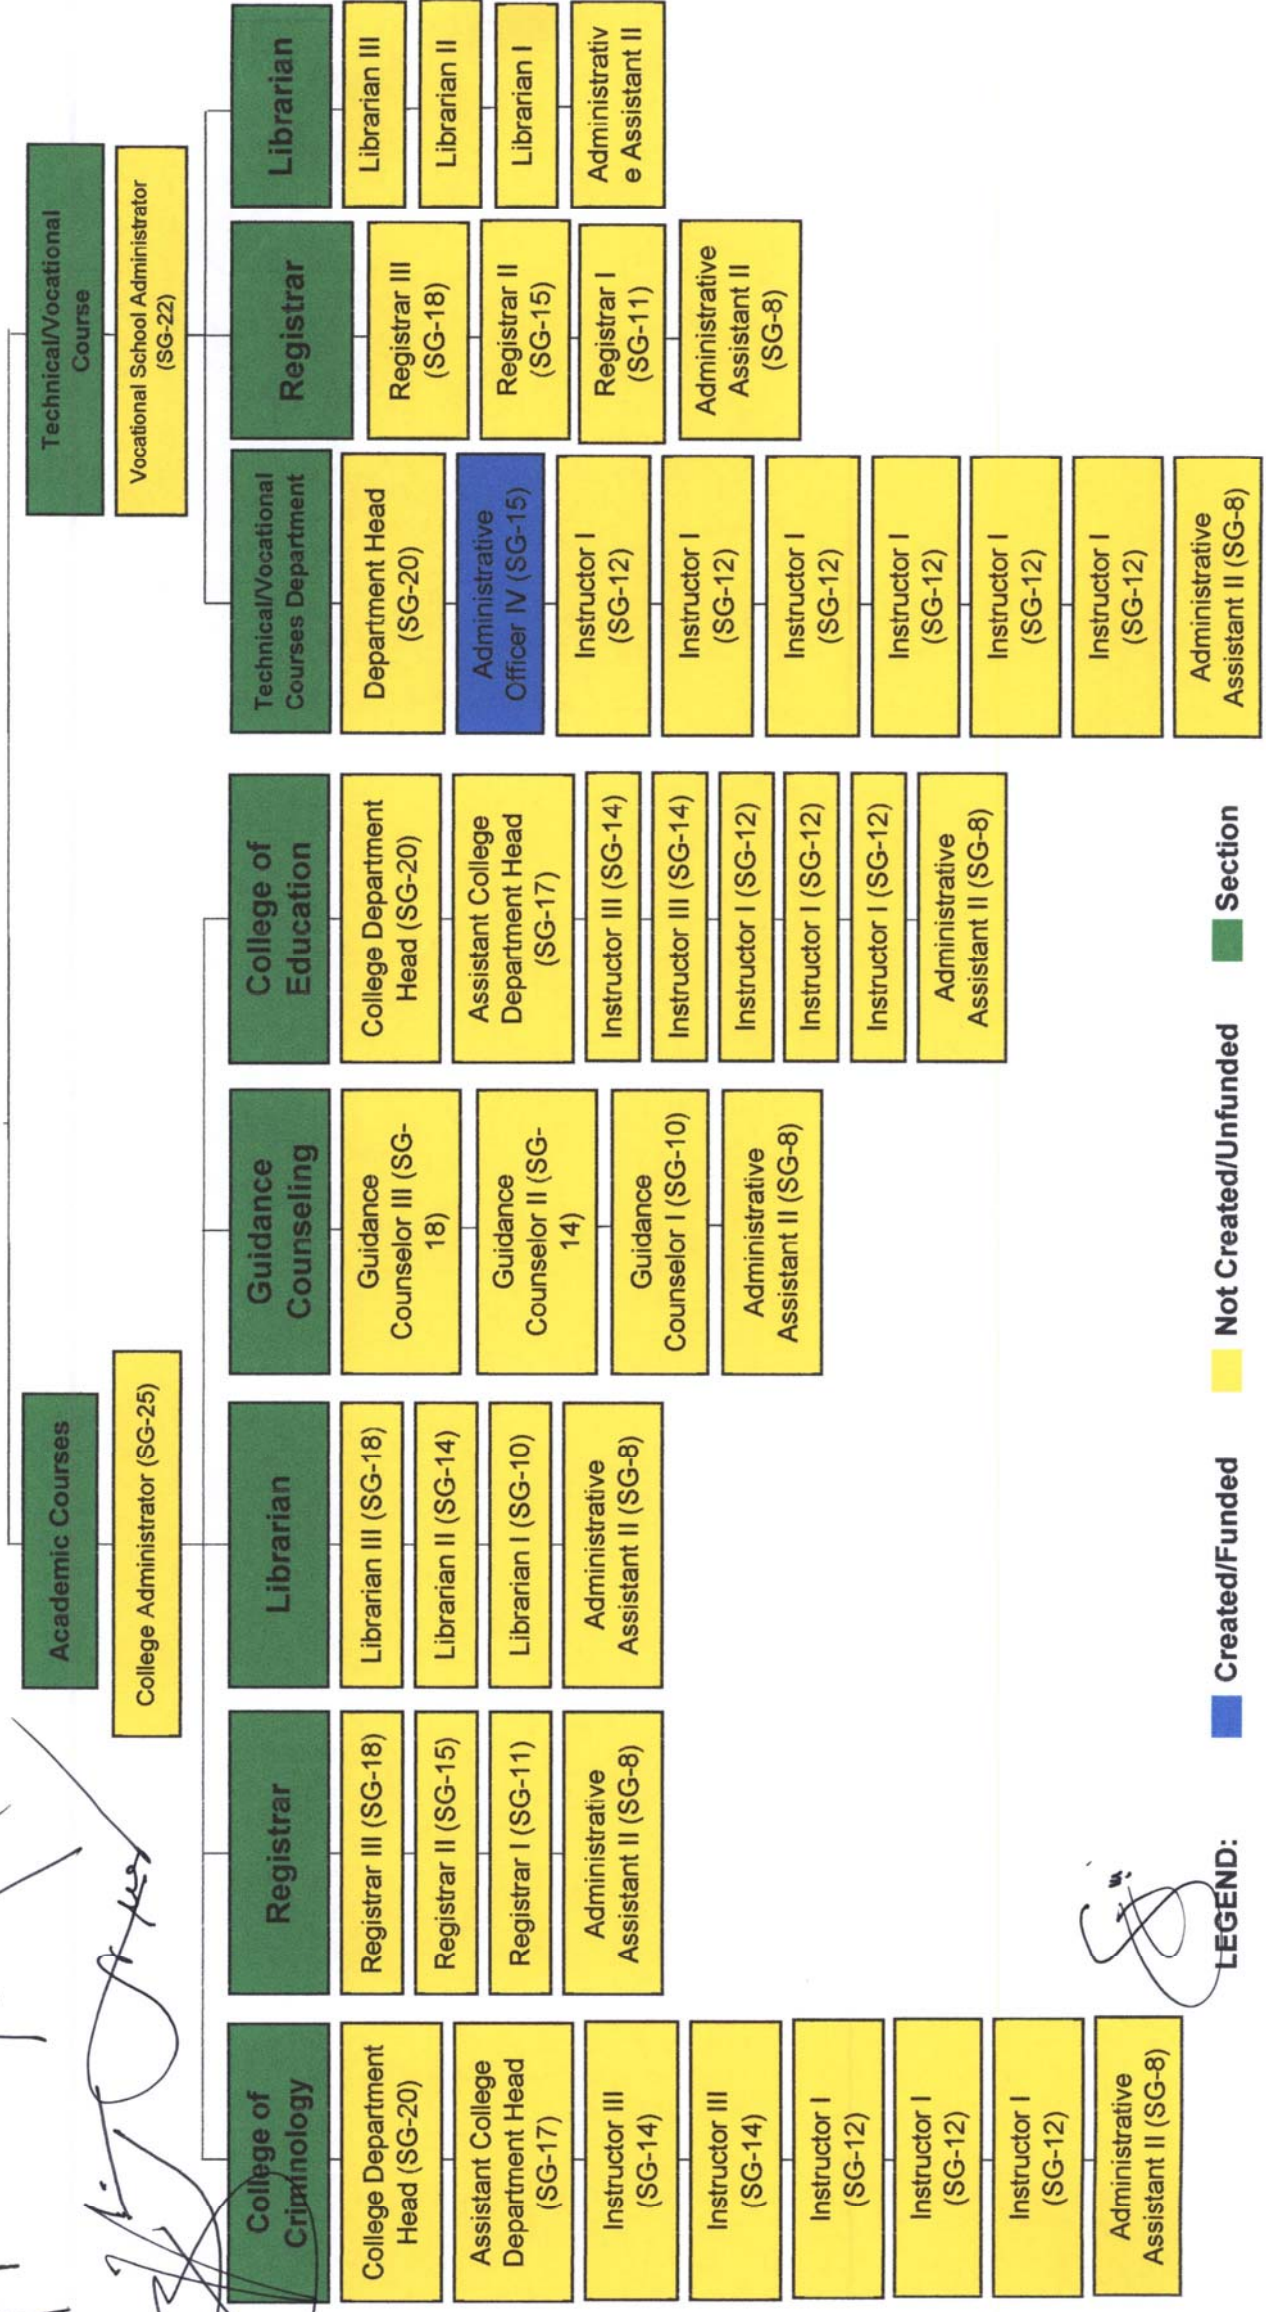 Academic Courses
College Administrator (SG-25)
College of
Criminology
College Department
Head (SG-20)
Assistant College
Department Head
(SG-17)
Instructor III
(SG-14)
Instructor III
(SG-14)
Instructor I
(SG-12)
Instructor I
(SG-12)
Instructor I
(SG-12)
Administrative
Assistant II (SG-8)
Registrar
Registrar III (SG-18)
Registrar II (SG-15)
Registrar I (SG-11)
Administrative
Assistant II (SG-8)
Librarian
Librarian III (SG-18)
Librarian II (SG-14)
Librarian I (SG-10)
Administrative
Assistant II (SG-8)
Guidance
Counseling
Guidance
Counselor III (SG-
18)
Guidance
Counselor II (SG-
14)
Guidance
Counselor I (SG-10)
Administrative
Assistant II (SG-8)
College of
Education
College Department
Head (SG-20)
Assistant College
Department Head
(SG-17)
Instructor III (SG-14)
Instructor III (SG-14)
Instructor I (SG-12)
Instructor I (SG-12)
Instructor I (SG-12)
Administrative
Assistant II (SG-8)
Technical/Vocational
Course
Vocational School Administrator
(SG-22)
Technical/Vocational
Courses Department
Department Head
(SG-20)
Administrative
Officer IV (SG-15)
Instructor I
(SG-12)
Instructor I
(SG-12)
Instructor I
(SG-12)
Instructor I
(SG-12)
Instructor I
(SG-12)
Instructor I
(SG-12)
Administrative
Assistant II (SG-8)
Registrar
Registrar III
(SG-18)
Registrar II
(SG-15)
Registrar I
(SG-11)
Administrative
Assistant II
(SG-8)
Librarian
Librarian III
Librarian II
Librarian I
Administrativ
e Assistant II
LEGEND:
Created/Funded
Not Created/Unfunded
Section